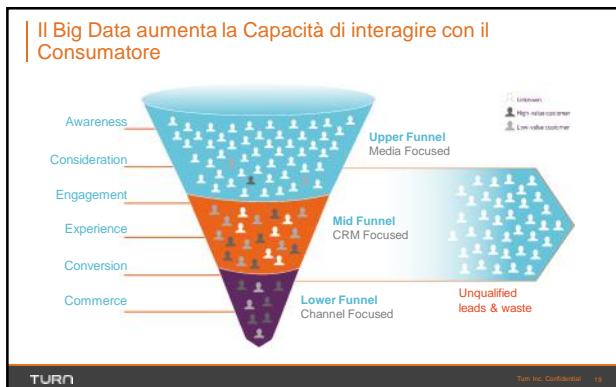 Il Big Data aumenta la Capacità di interagire con il
Consumatore
Unknown
High-value customer
Low-value customer
Awareness
Consideration
Engagement
Experience
Conversion
Commerce
Upper Funnel
Media Focused
Mid Funnel
CRM Focused
Lower Funnel
Channel Focused
Unqualified
leads & waste
TURN
Turn Inc. Confidential 19